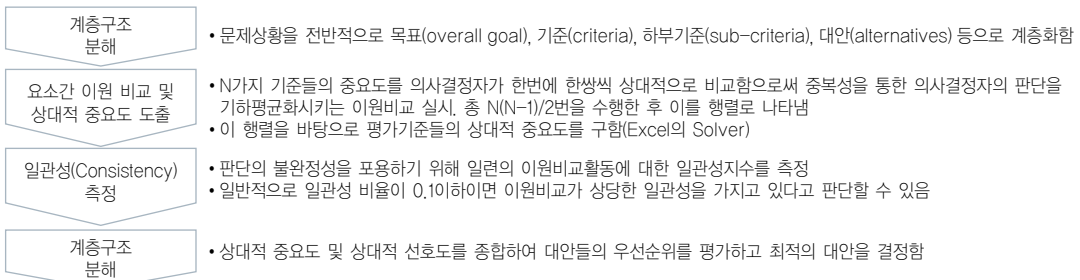 계층구조
분해
• 문제상황을 전반적으로 목표(overall goal), 기준(criteria), 하부기준(sub-criteria), 대안(alternatives) 등으로 계층화함
요소간 이원 비교 및
상대적 중요도 도출
• N가지 기준들의 중요도를 의사결정자가 한번에 한쌍씩 상대적으로 비교함으로써 중복성을 통한 의사결정자의 판단을
기하평균화시키는 이원비교 실시. 총 N(N-1)/2번을 수행한 후 이를 행렬로 나타냄
• 이 행렬을 바탕으로 평가기준들의 상대적 중요도를 구함(Excel의 Solver)
일관성(Consistency)
측정
• 판단의 불완정성을 포용하기 위해 일련의 이원비교활동에 대한 일관성지수를 측정
• 일반적으로 일관성 비율이 0.1이하이면 이원비교가 상당한 일관성을 가지고 있다고 판단할 수 있음
계층구조
분해
• 상대적 중요도 및 상대적 선호도를 종합하여 대안들의 우선순위를 평가하고 최적의 대안을 결정함